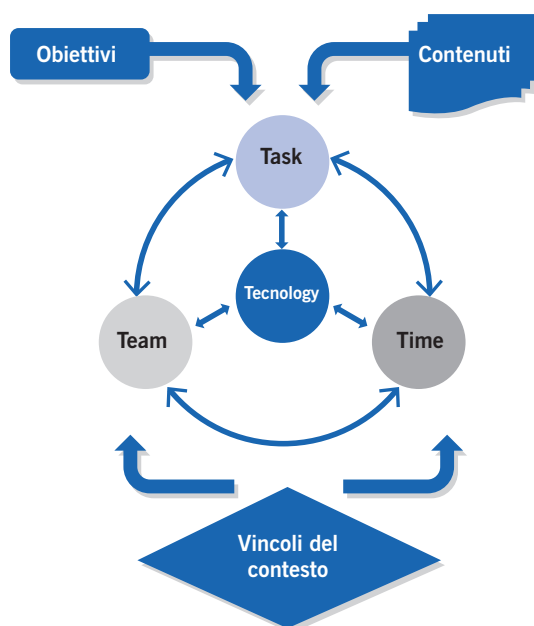 Obiettivi
Contenuti
Task
Tecnology
Team
Time
Vincoli del
contesto